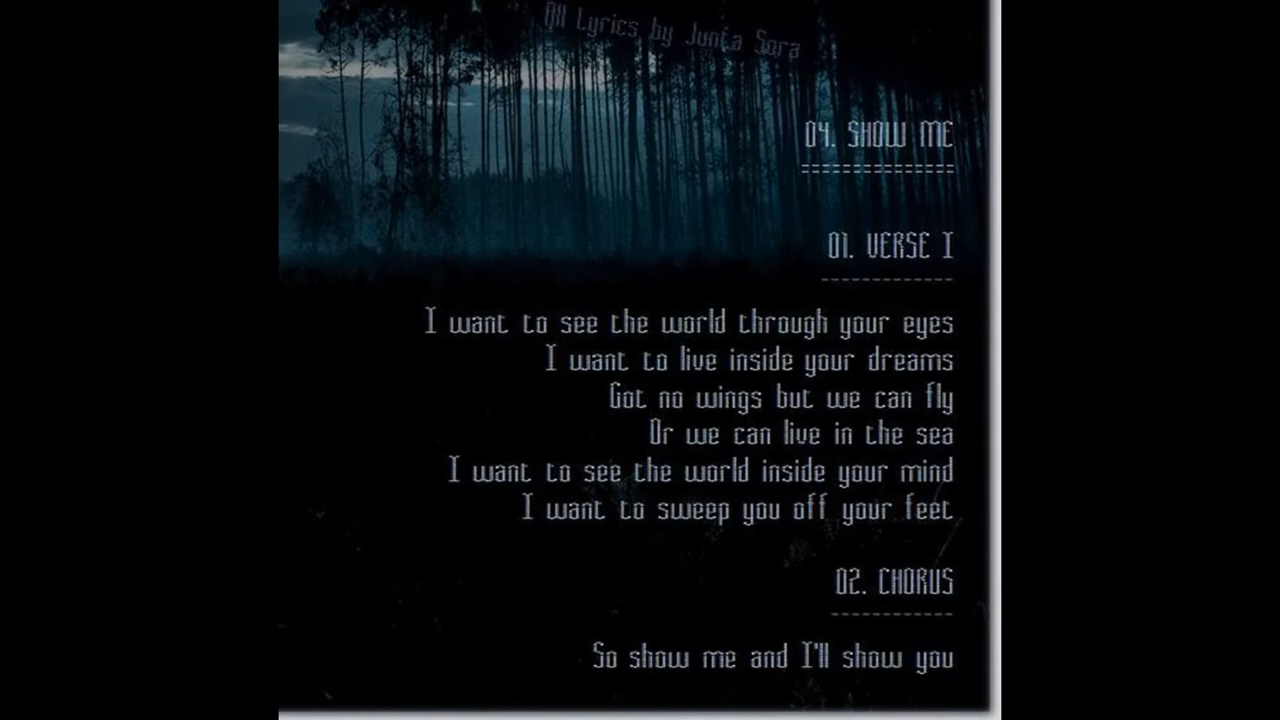 All Lyrics by Junta Sora
04. SHOW ME
===============
01. VERSE I
-------------
I want to see the world through your eyes
I want to live inside your dreams
Got no wings but we can fly
Or we can live in the sea
I want to see the world inside your mind
I want to sweep you off your feet
02. CHORUS
------------
So show me and I'll show you